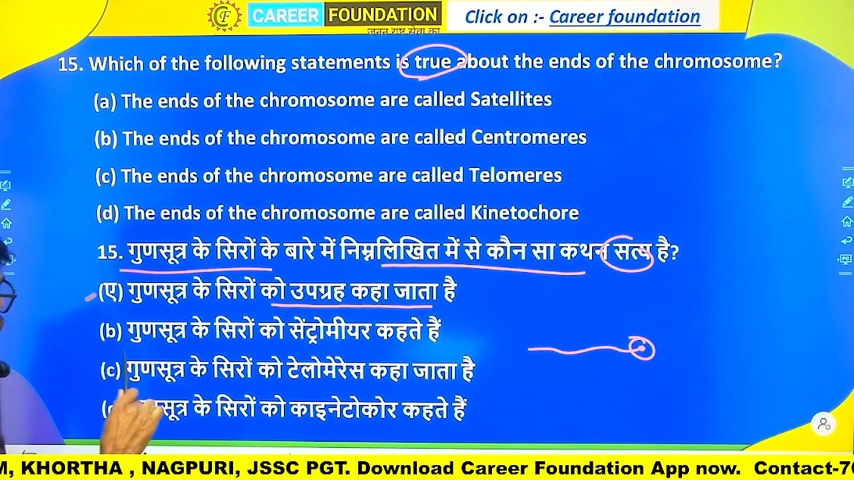 CAREER FOUNDATION
Click on :- Career foundation
15. Which of the following statements is true about the ends of the chromosome?
(a) The ends of the chromosome are called Satellites
(b) The ends of the chromosome are called Centromeres
(c) The ends of the chromosome are called Telomeres
(d) The ends of the chromosome are called Kinetochore
15. गुणसूत्र के सिरों के बारे में निम्नलिखित में से कौन सा कथन सत्य है?
(ए) गुणसूत्र के सिरों को उपग्रह कहा जाता है
(b) गुणसूत्र के सिरों को सेंट्रोमीयर कहते हैं
(c) गुणसूत्र के सिरों को टेलोमेरेस कहा जाता है
के सिरों को काइनेटोकोर कहते हैं
M, KHORTHA , NAGPURI, JSSC PGT. Download Career Foundation App now. Contact-70